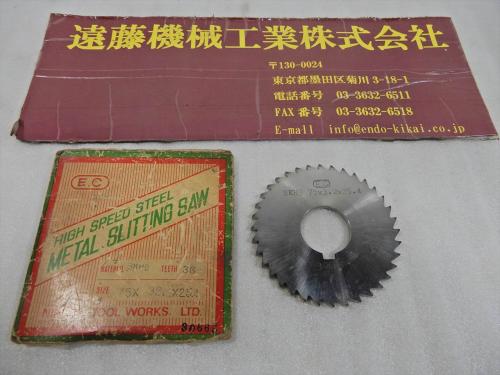 遠藤機械工業株式会社
〒130-0024
東京都墨田区菊川3-18-1
電話番号 03-3632-6511
FAX番号 03-3632-6518
E-mail info@endo-kikai.co.jp
E.C
HIGH SPEED STEEL
METAL. SLITTING SAW
MATERIAL TEETH 36
SIZE
TOOL WORKS. LTD.
E.C